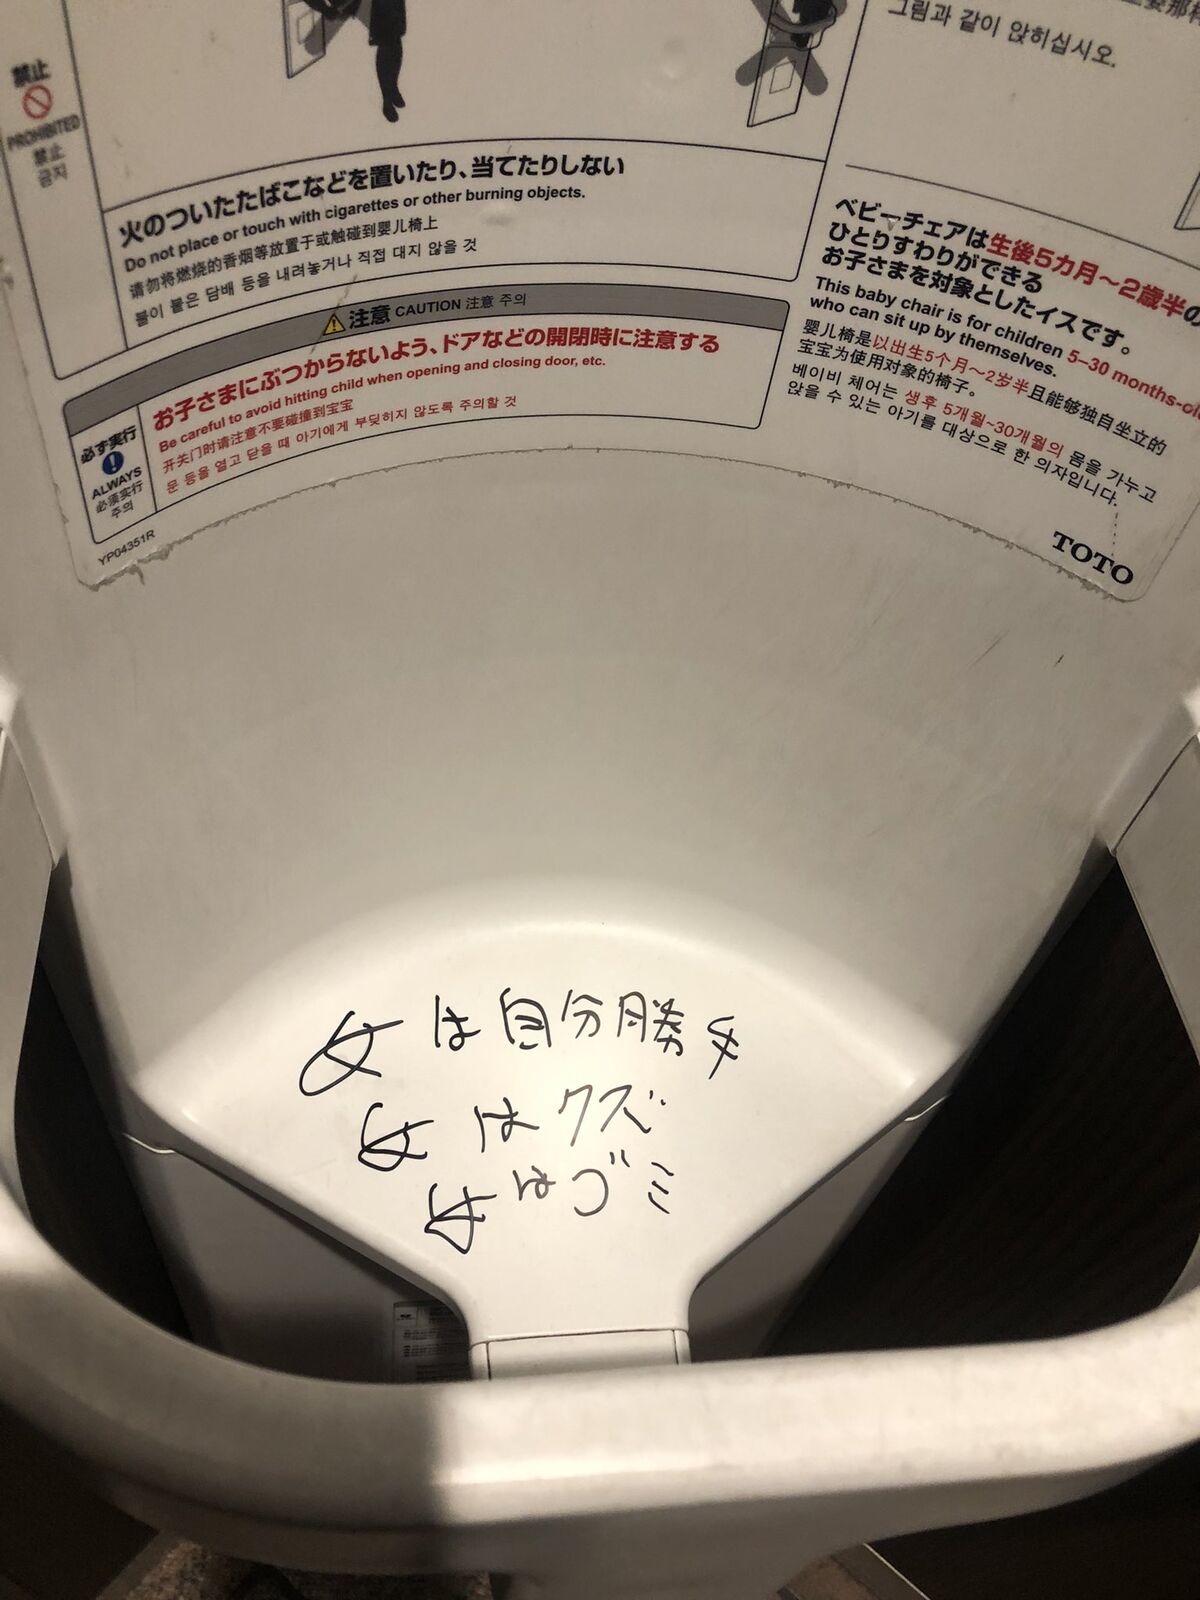 禁止
PROHIBITED
禁止
금지
火のついたたばこなどを置いたり、当てたりしない
Do not place or touch with cigarettes or other burning objects.
请勿将燃烧的香烟等放置于或触碰到婴儿椅上
불이 붙은 담배 등을 내려놓거나 직접 대지 않을 것
注意 CAUTION 注意 주의
必ず実行
ALWAYS
必须实行
주의
お子さまにぶつからないよう、ドアなどの開閉時に注意する
Be careful to avoid hitting child when opening and closing door, etc.
开关门时请注意不要碰撞到宝宝
문 등을 열고 닫을 때 아기에게 부딪히지 않도록 주의할 것
YP04351R
그림과 같이 앉히십시오.
ベビーチェアは生後5カ月〜2歳半の
ひとりすわりができる
お子さまを対象としたイスです。
This baby chair is for children 5–30 months-old
who can sit up by themselves.
婴儿椅是以出生5个月〜2岁半且能够独自坐立的
宝宝为使用对象的椅子。
베이비 체어는 생후 5개월~30개월의 몸을 가누고
앉을 수 있는 아기를 대상으로 한 의자입니다.
TOTO
女は自分勝手
女はクズ
女はゴミ